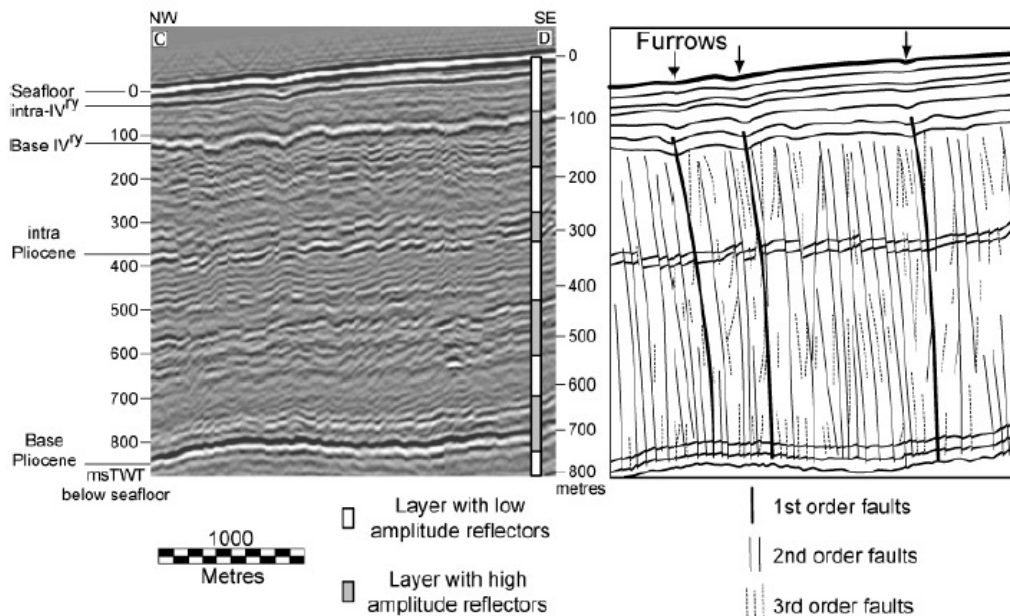 NW
SE
C
D
Seafloor
intra-IVry
Base IVry
intra
Pliocene
Base
Pliocene
msTWT
below seafloor
0
100
200
300
400
500
600
700
800
0
100
200
300
400
500
600
700
800
metres
Furrows
1000
Metres
Layer with low
amplitude reflectors
Layer with high
amplitude reflectors
1st order faults
2nd order faults
3rd order faults